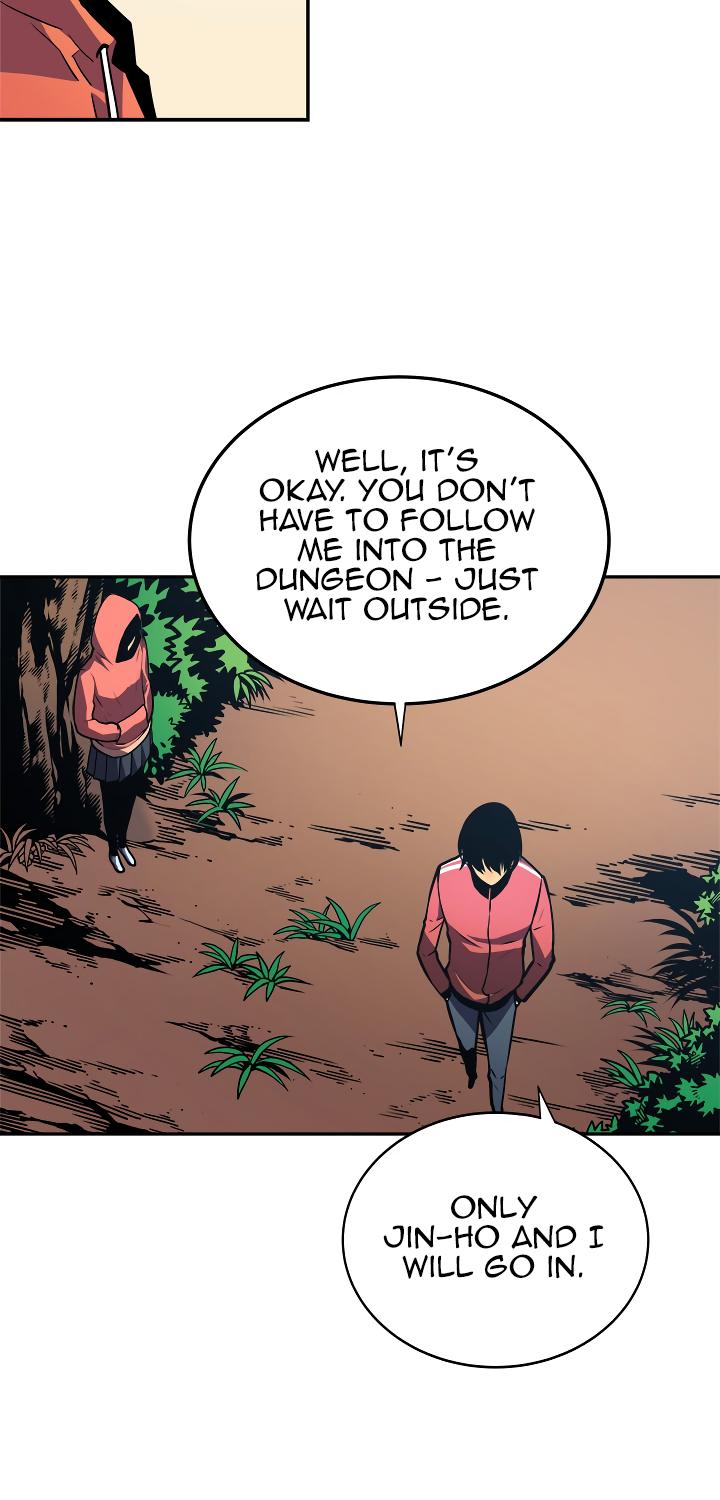 WELL, IT'S
OKAY. YOU DON'T
HAVE TO FOLLOW
ME INTO THE
DUNGEON - JUST
WAIT OUTSIDE.
ONLY
JIN-HO AND I
WILL GO IN.